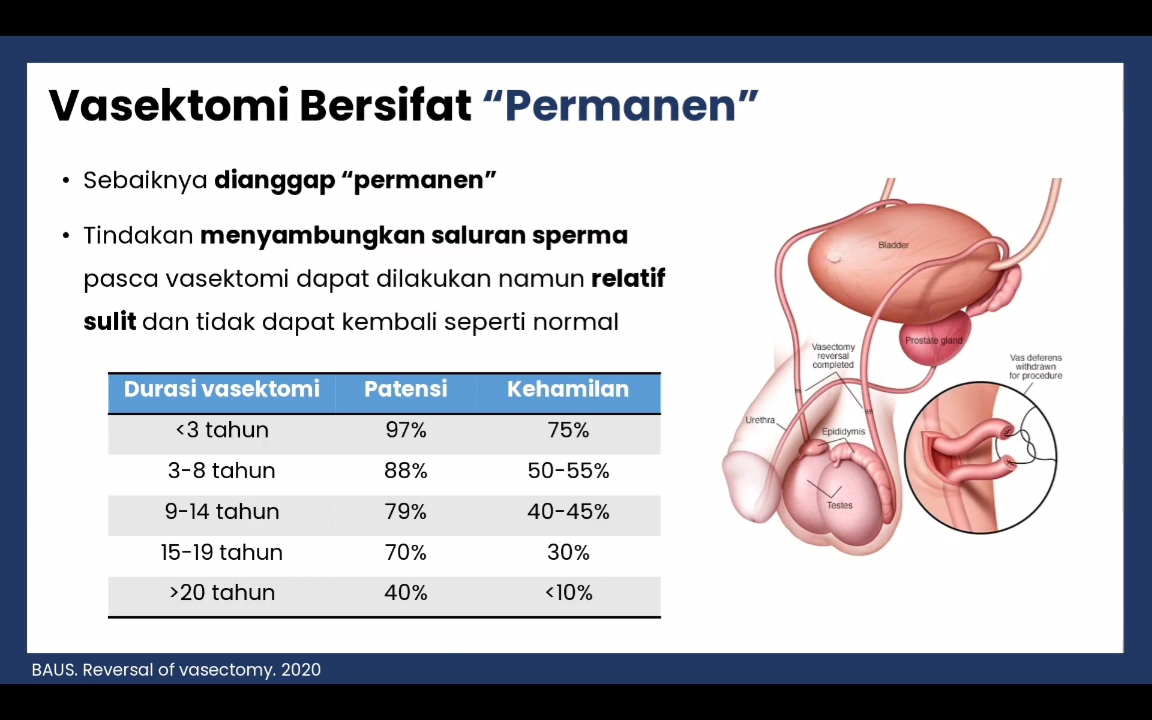 Vasektomi Bersifat “Permanen”
• Sebaiknya dianggap “permanen”
• Tindakan menyambungkan saluran sperma
pasca vasektomi dapat dilakukan namun relatif
sulit dan tidak dapat kembali seperti normal
Durasi vasektomi Patensi Kehamilan
<3 tahun 97% 75%
3-8 tahun 88% 50-55%
9-14 tahun 79% 40-45%
15-19 tahun 70% 30%
>20 tahun 40% <10%
Bladder
Prostate gland
Vasectomy
reversal
completed
Vas deferens
withdrawn
for procedure
Urethra
Epididymis
Testes
BAUS. Reversal of vasectomy. 2020